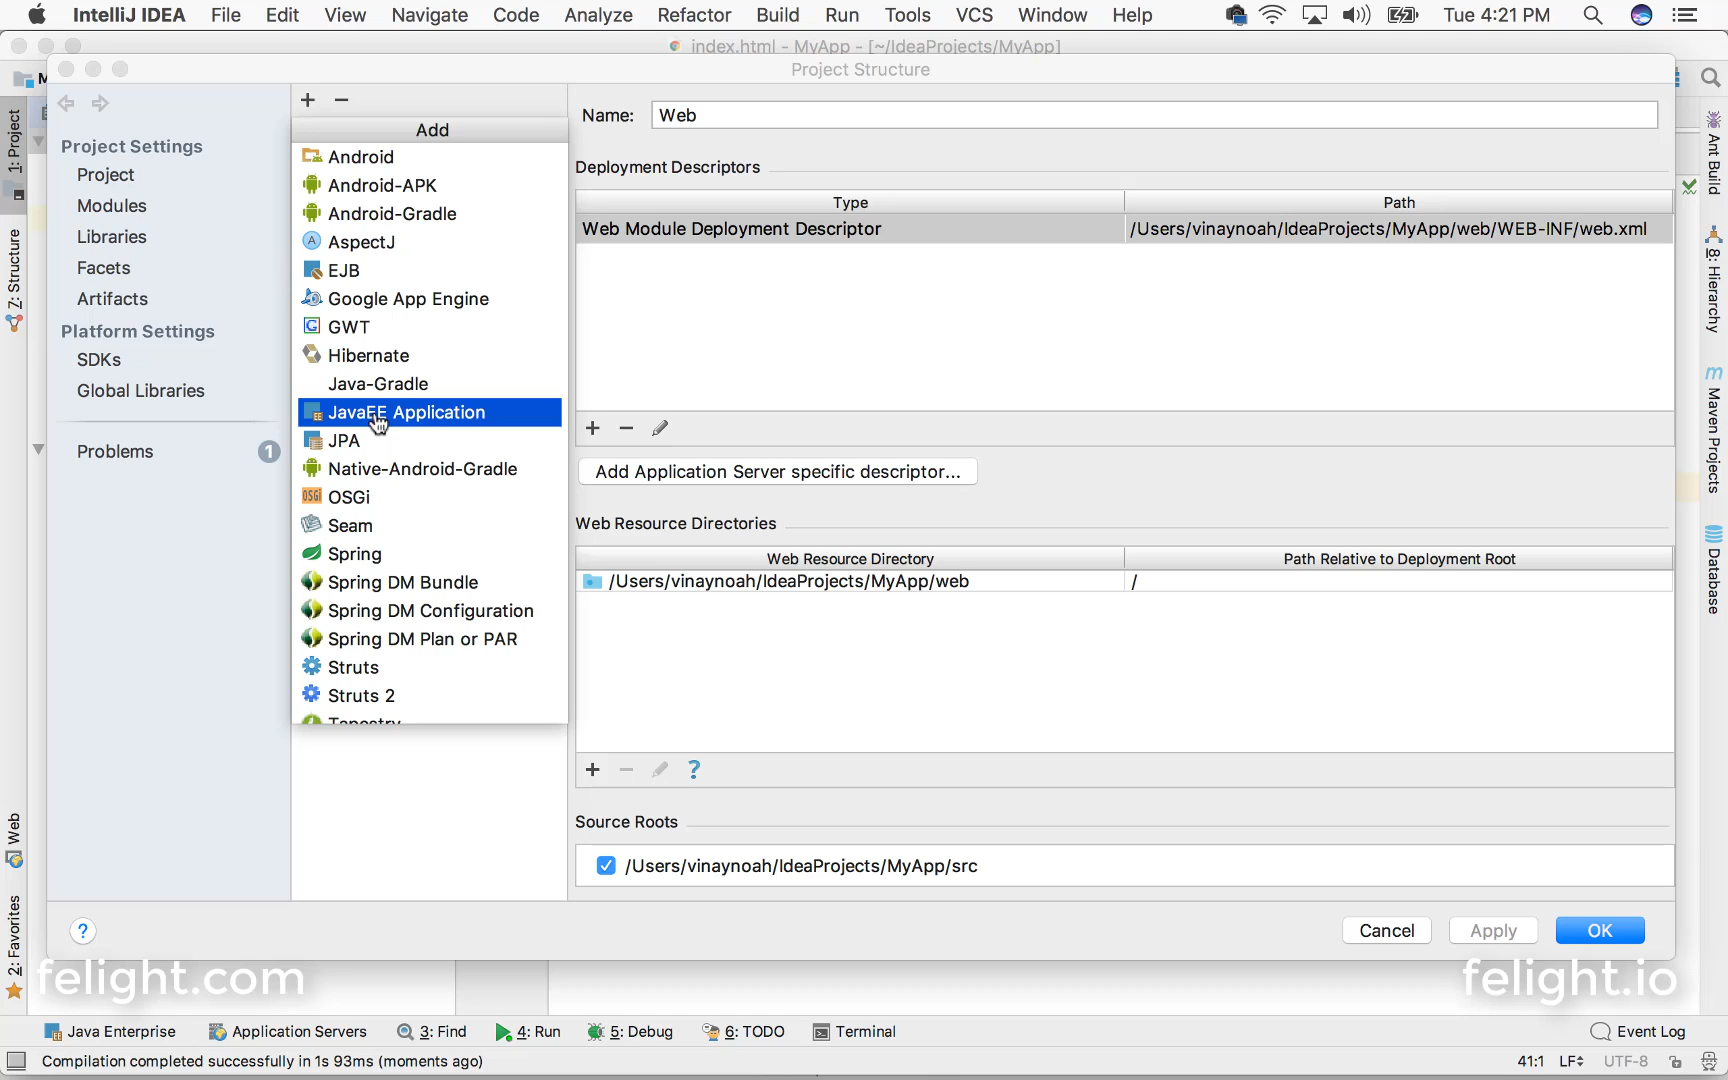 IntelliJ IDEA File Edit View Navigate Code Analyze Refactor Build Run Tools VCS Window Help Tue 4:21 PM
index.html - MyApp - [~/IdeaProjects/MyApp]
Project Structure
M
1: Project
Z: Structure
Web
2: Favorites
Project Settings
Project
Modules
Libraries
Facets
Artifacts
Platform Settings
SDKs
Global Libraries
Problems 1
Add
Android
Android-APK
Android-Gradle
AspectJ
EJB
Google App Engine
GWT
Hibernate
Java-Gradle
JavaEE Application
JPA
Native-Android-Gradle
OSGi
Seam
Spring
Spring DM Bundle
Spring DM Configuration
Spring DM Plan or PAR
Struts
Struts 2
Tapestry
Name: Web
Deployment Descriptors
Type Path
Web Module Deployment Descriptor /Users/vinaynoah/IdeaProjects/MyApp/web/WEB-INF/web.xml
Add Application Server specific descriptor...
Web Resource Directories
Web Resource Directory Path Relative to Deployment Root
/Users/vinaynoah/IdeaProjects/MyApp/web /
?
Source Roots
/Users/vinaynoah/IdeaProjects/MyApp/src
? Cancel Apply OK
Ant Build
8: Hierarchy
m Maven Projects
Database
felight.com felight.io
Java Enterprise Application Servers 3: Find 4: Run 5: Debug 6: TODO Terminal Event Log
Compilation completed successfully in 1s 93ms (moments ago) 41:1 LF UTF-8